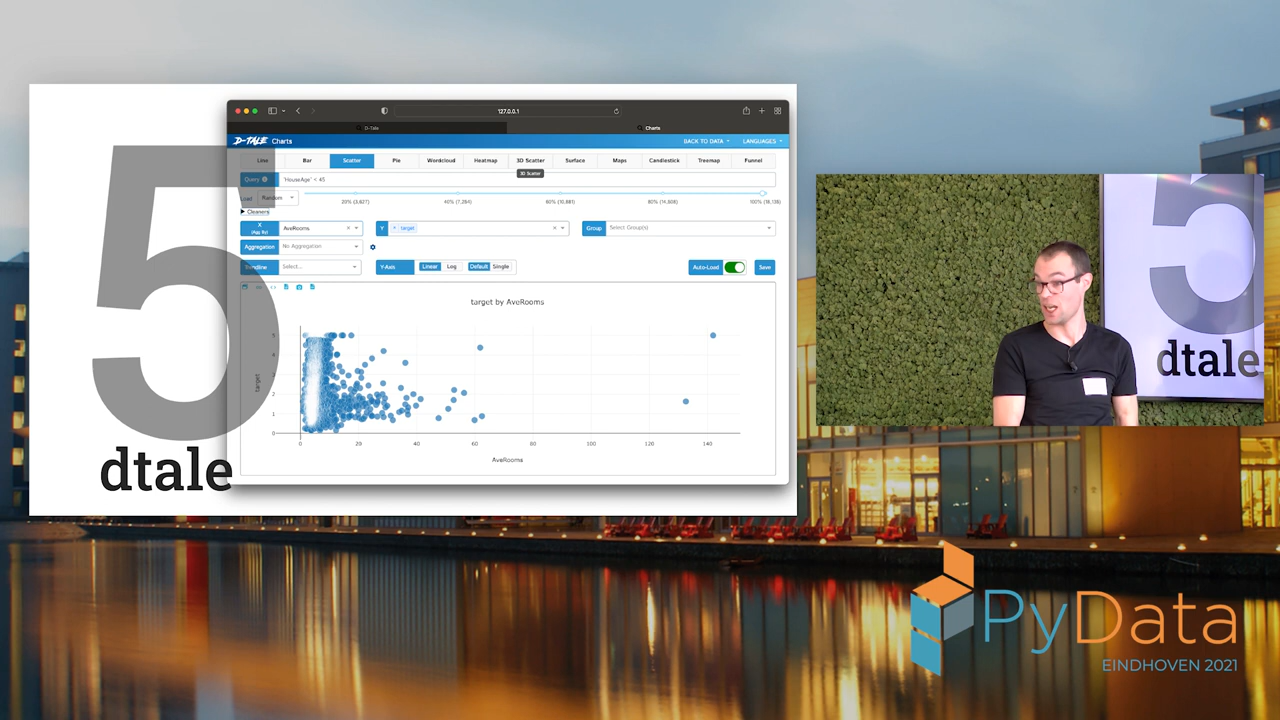 5
dtale
127.0.0.1
D-Tale
Charts
D-TALE Charts
BACK TO DATA
LANGUAGES
Line Bar Scatter Pie Wordcloud Heatmap 3D Scatter Surface Maps Candlestick Treemap Funnel
3D Scatter
Query 'HouseAge' < 45
Load Random
20% (3,627) 40% (7,254) 60% (10,881) 80% (14,508) 100% (18,135)
Cleaners
X (Agg By) AveRooms Y target Group Select Group(s)
Aggregation No Aggregation
Trendline Select... Y-Axis Linear Log Default Single Auto-Load Save
target by AveRooms
target
5
4
3
2
1
0
0 20 40 60 80 100 120 140
AveRooms
5
dtale
PyData
EINDHOVEN 2021